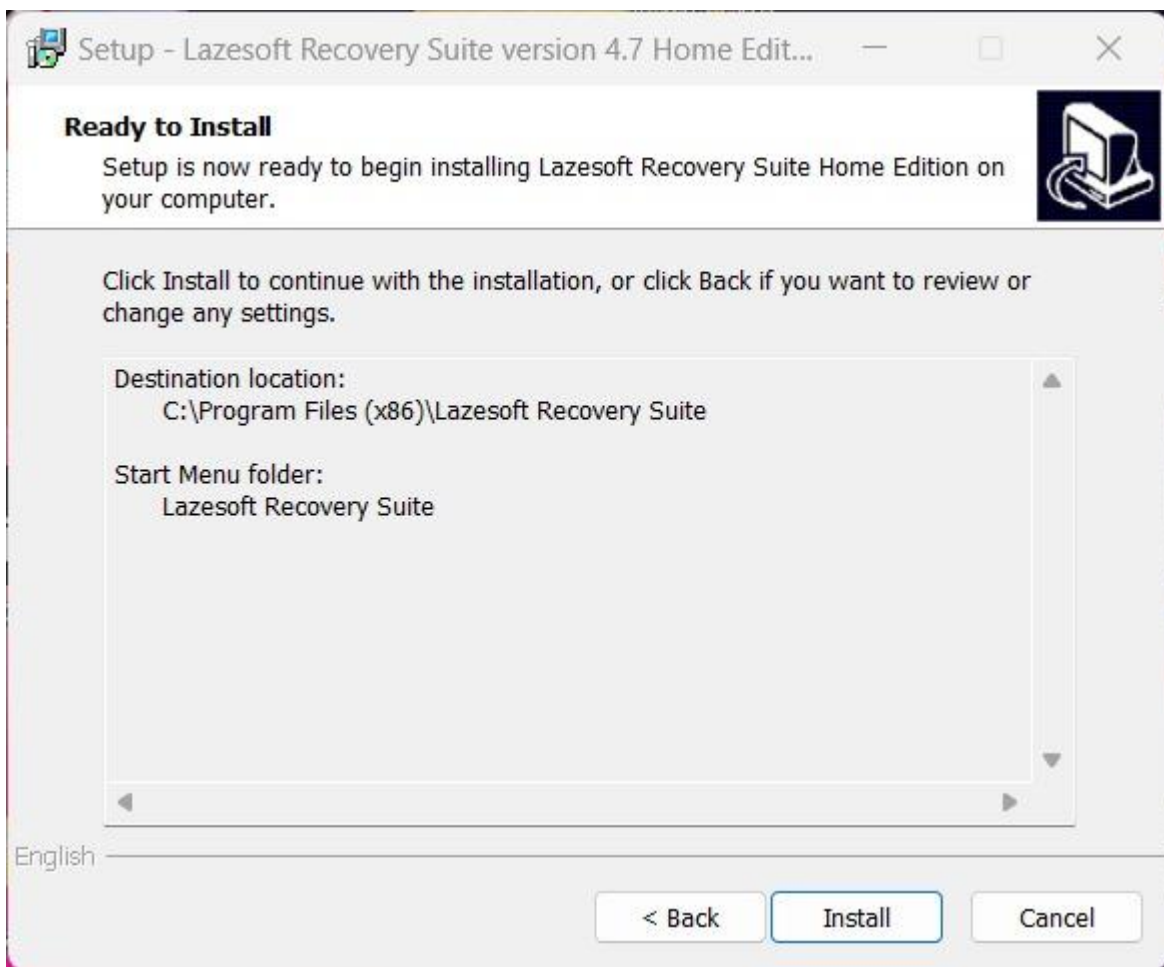 Setup - Lazesoft Recovery Suite version 4.7 Home Edit...
Ready to Install
Setup is now ready to begin installing Lazesoft Recovery Suite Home Edition on
your computer.
Click Install to continue with the installation, or click Back if you want to review or
change any settings.
Destination location:
C:\Program Files (x86)\Lazesoft Recovery Suite
Start Menu folder:
Lazesoft Recovery Suite
English
< Back Install Cancel